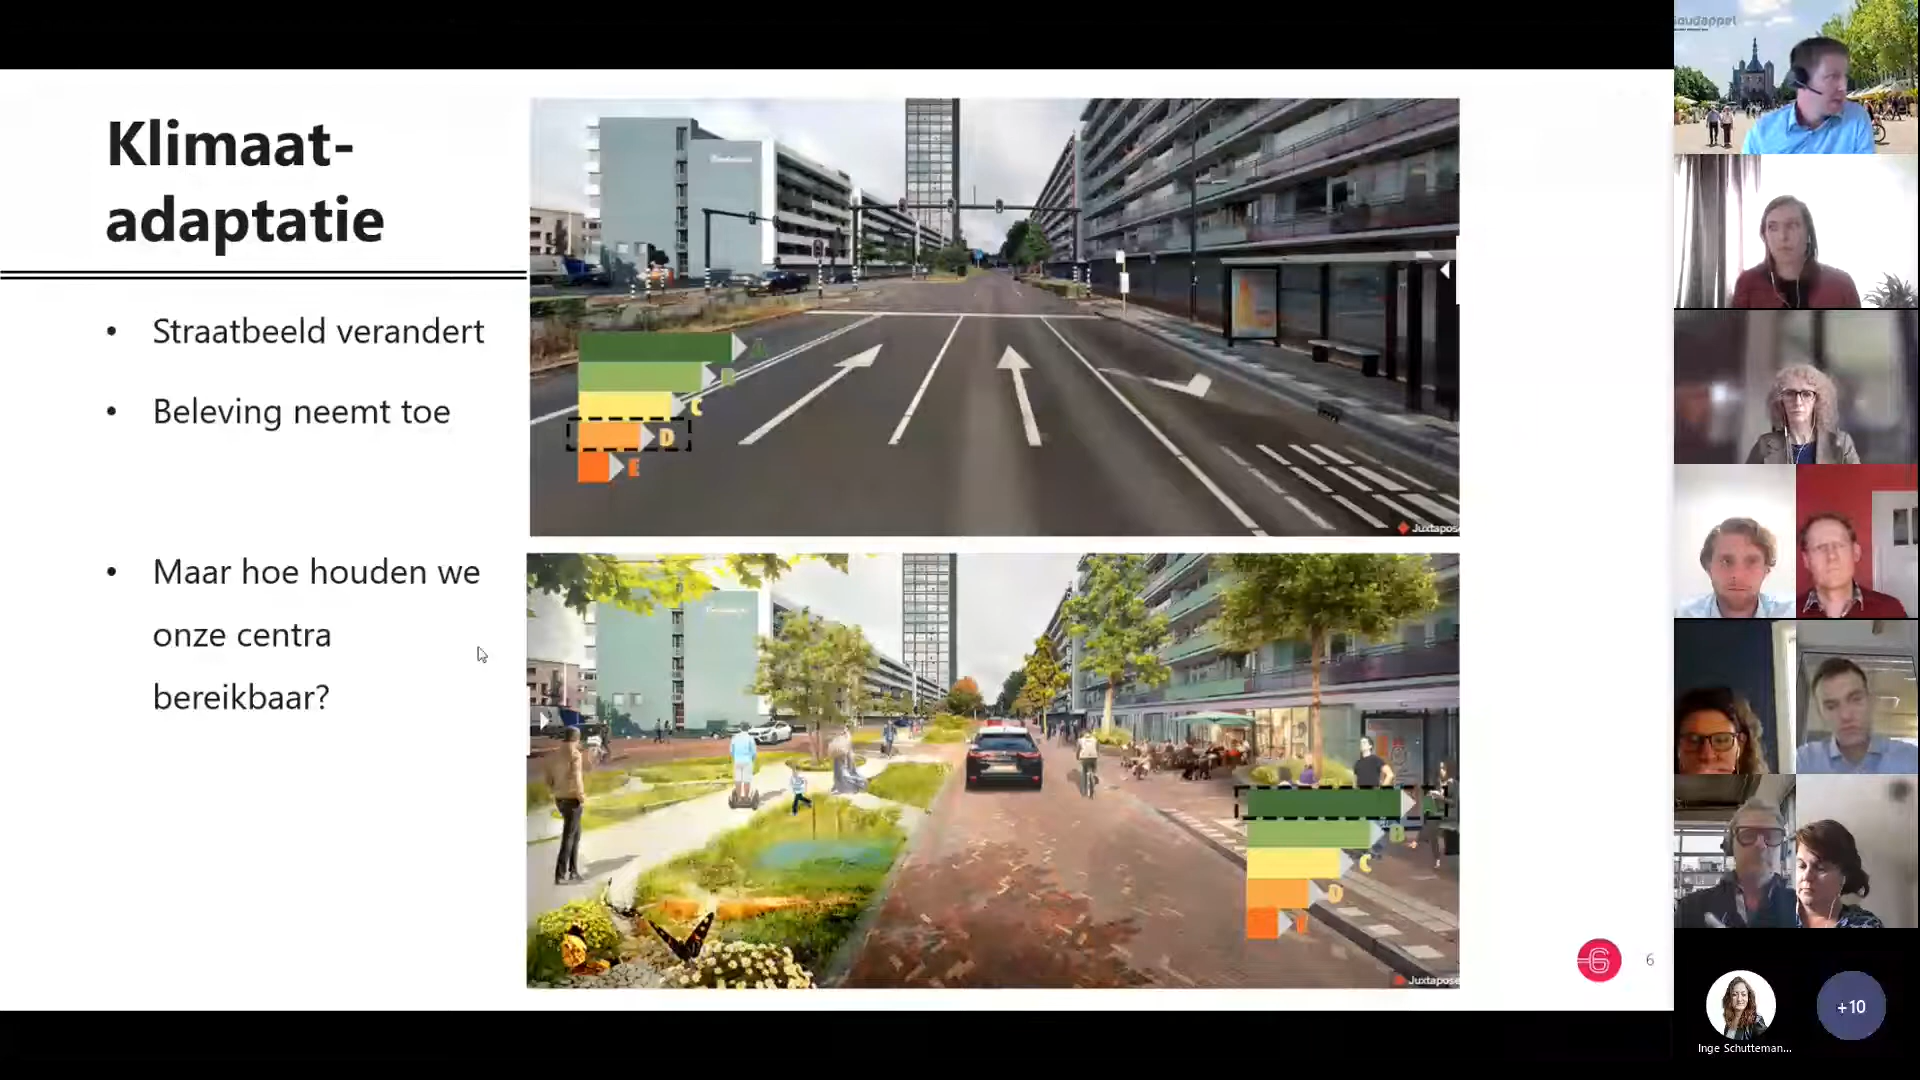 Klimaat-
adaptatie
• Straatbeeld verandert
• Beleving neemt toe
• Maar hoe houden we
onze centra
bereikbaar?
A
B
C
D
E
Juxtapose
B
C
D
Juxtapose
6
Goudappel
+10
Inge Schutteman...